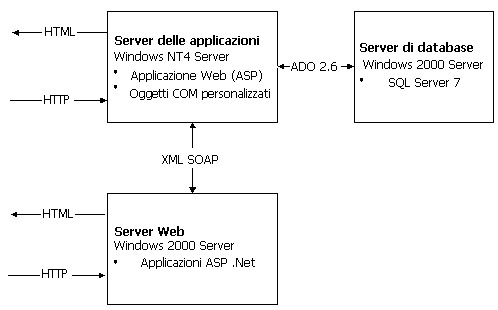 HTML
HTTP
Server delle applicazioni
Windows NT4 Server
• Applicazione Web (ASP)
• Oggetti COM personalizzati
ADO 2.6
Server di database
Windows 2000 Server
• SQL Server 7
XML SOAP
HTML
HTTP
Server Web
Windows 2000 Server
• Applicazioni ASP .Net